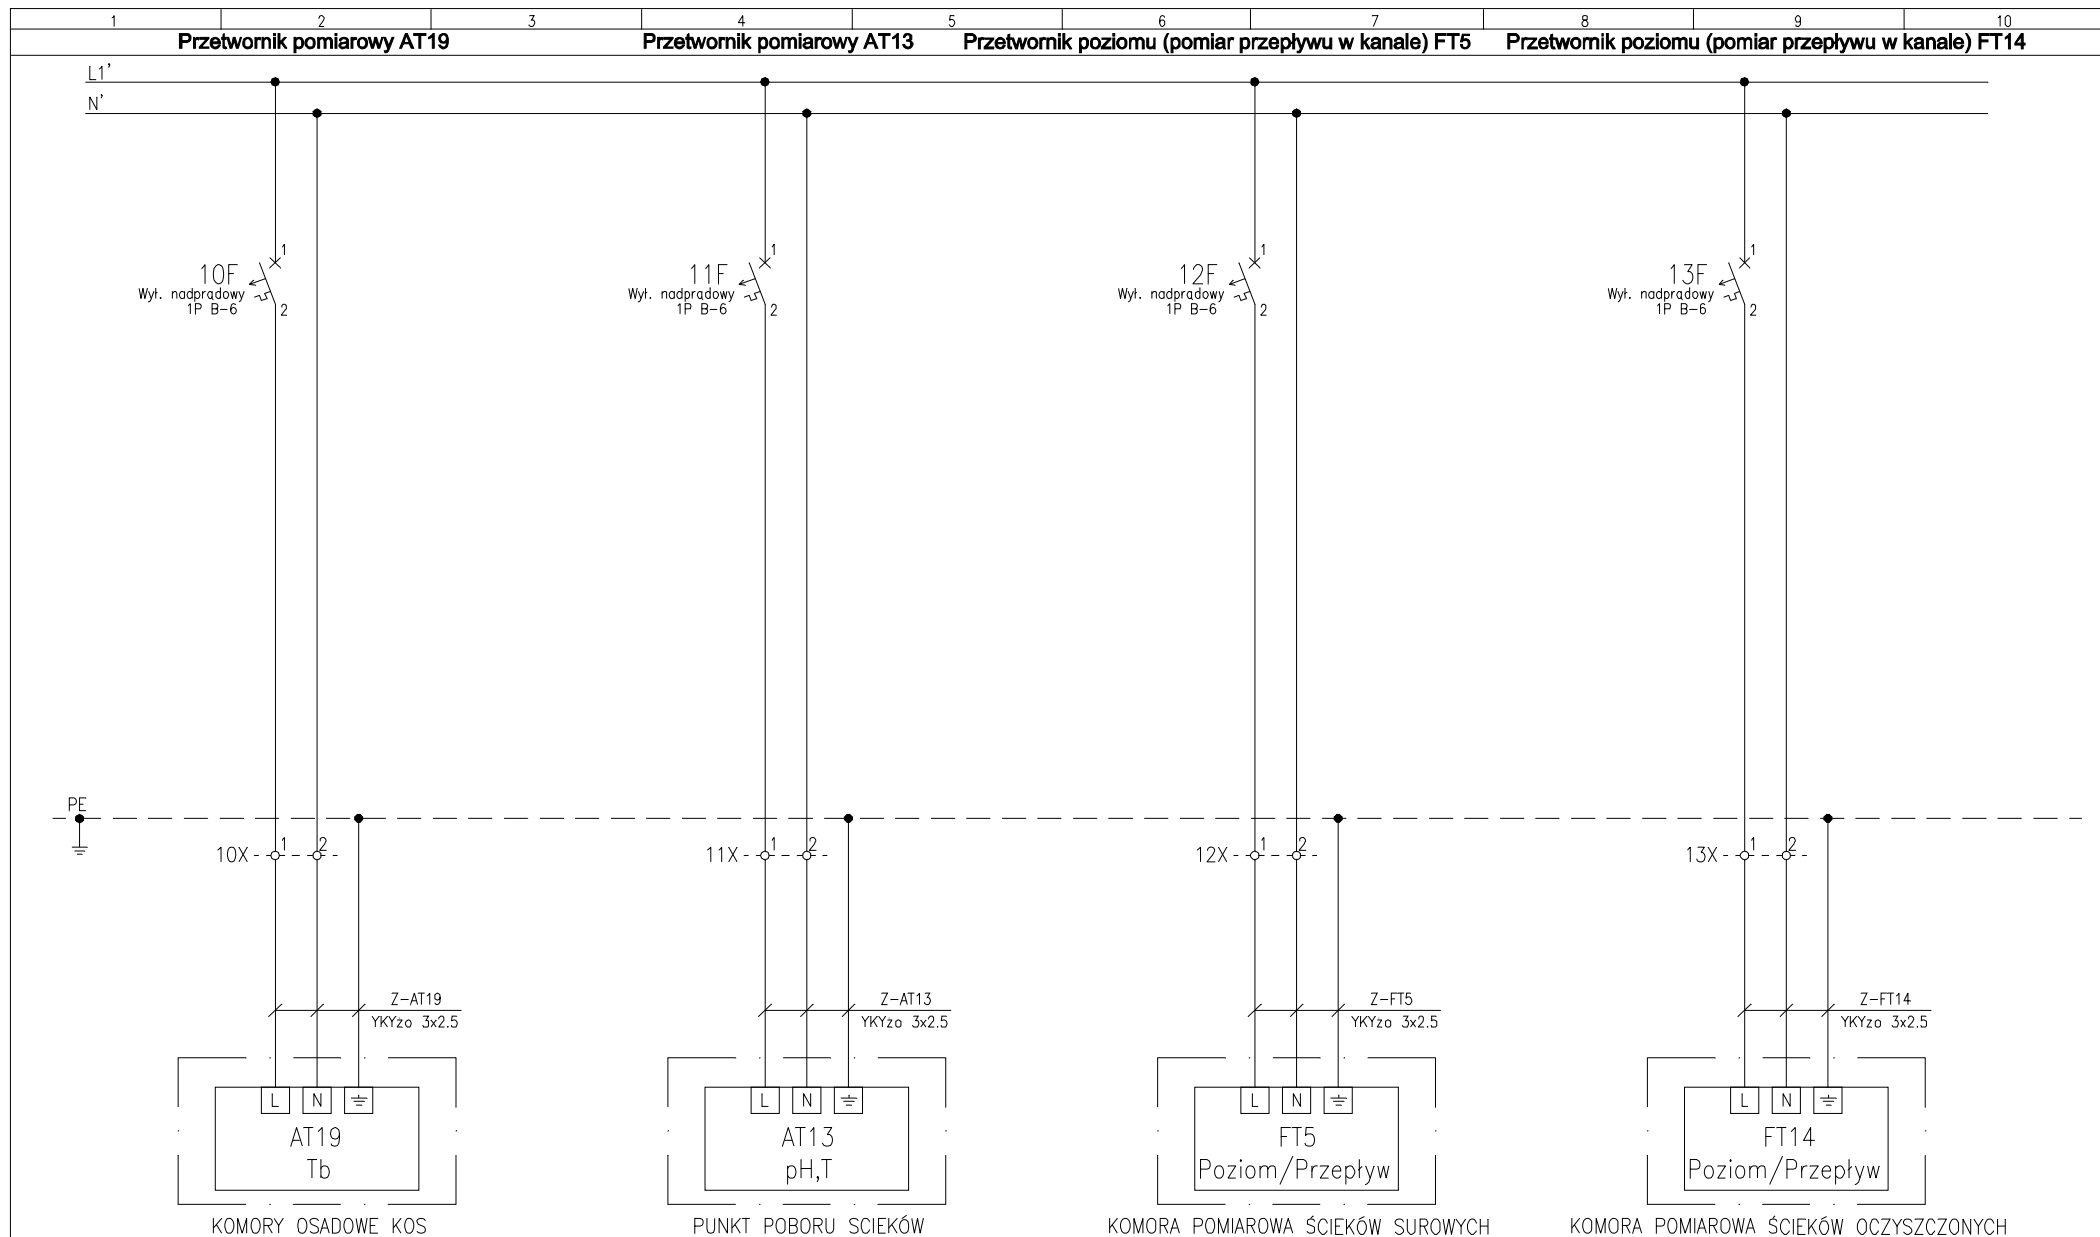 1 2 3 4 5 6 7 8 9 10
Przetwornik pomiarowy AT19 Przetwornik pomiarowy AT13 Przetwornik poziomu (pomiar przepływu w kanale) FT5 Przetwornik poziomu (pomiar przepływu w kanale) FT14
L1'
N'
1 1 1 1
10F 11F 12F 13F
Wył. nadprądowy Wył. nadprądowy Wył. nadprądowy Wył. nadprądowy
1P B-6 2 1P B-6 2 1P B-6 2 1P B-6 2
PE
10X 1 2 11X 1 2 12X 1 2 13X 1 2
Z-AT19 Z-AT13 Z-FT5 Z-FT14
YKYżo 3x2.5 YKYżo 3x2.5 YKYżo 3x2.5 YKYżo 3x2.5
L N L N L N L N
AT19 AT13 FT5 FT14
Tb pH,T Poziom/Przepływ Poziom/Przepływ
KOMORY OSADOWE KOS PUNKT POBORU SCIEKÓW KOMORA POMIAROWA ŚCIEKÓW SUROWYCH KOMORA POMIAROWA ŚCIEKÓW OCZYSZCZONYCH